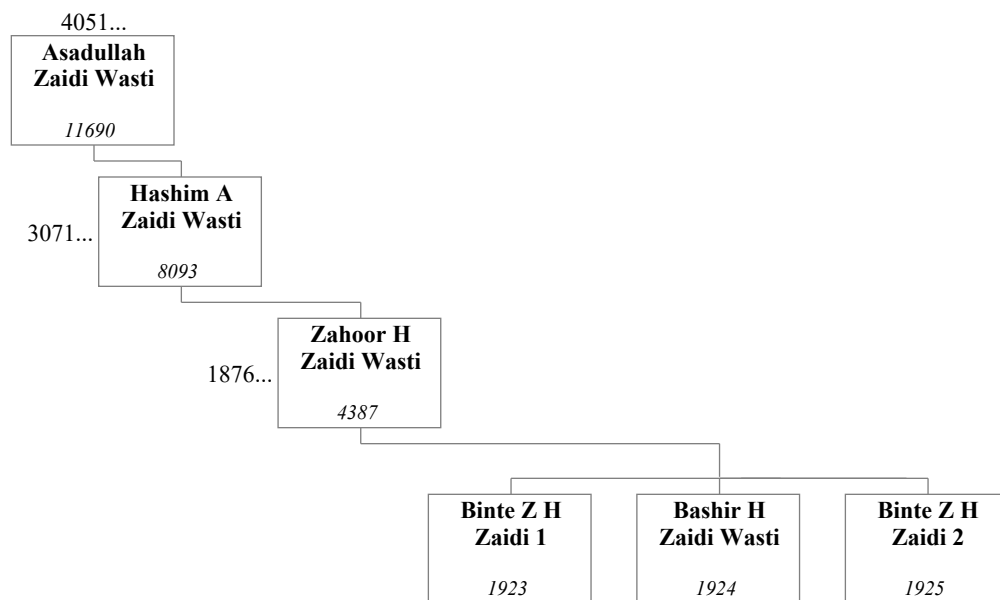 4051...
Asadullah
Zaidi Wasti
11690
Hashim A
Zaidi Wasti
3071...
8093
Zahoor H
Zaidi Wasti
1876...
4387
Binte Z H
Zaidi 1
1923
Bashir H
Zaidi Wasti
1924
Binte Z H
Zaidi 2
1925